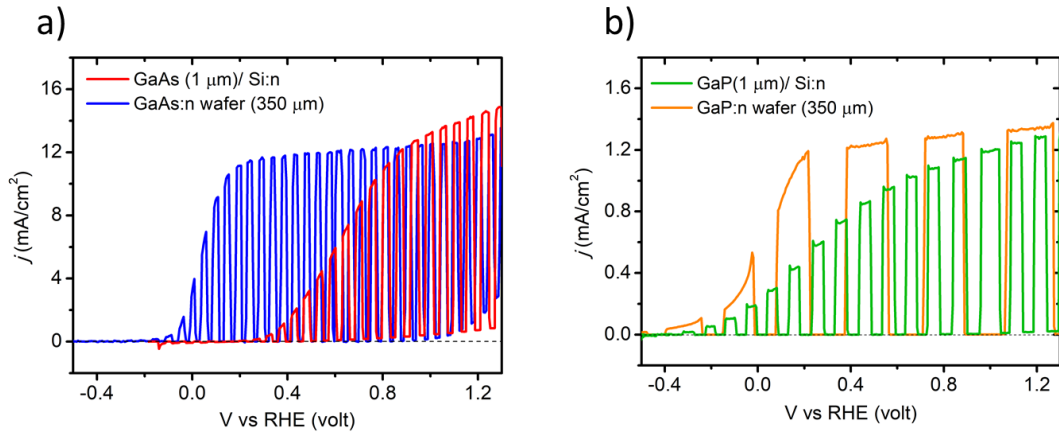 a)
GaAs (1 μm)/ Si:n
GaAs:n wafer (350 μm)
16
12
8
4
0
j (mA/cm²)
-0.4 0.0 0.4 0.8 1.2
V vs RHE (volt)
b)
GaP(1 μm)/ Si:n
GaP:n wafer (350 μm)
1.6
1.2
0.8
0.4
0.0
j (mA/cm²)
-0.4 0.0 0.4 0.8 1.2
V vs RHE (volt)